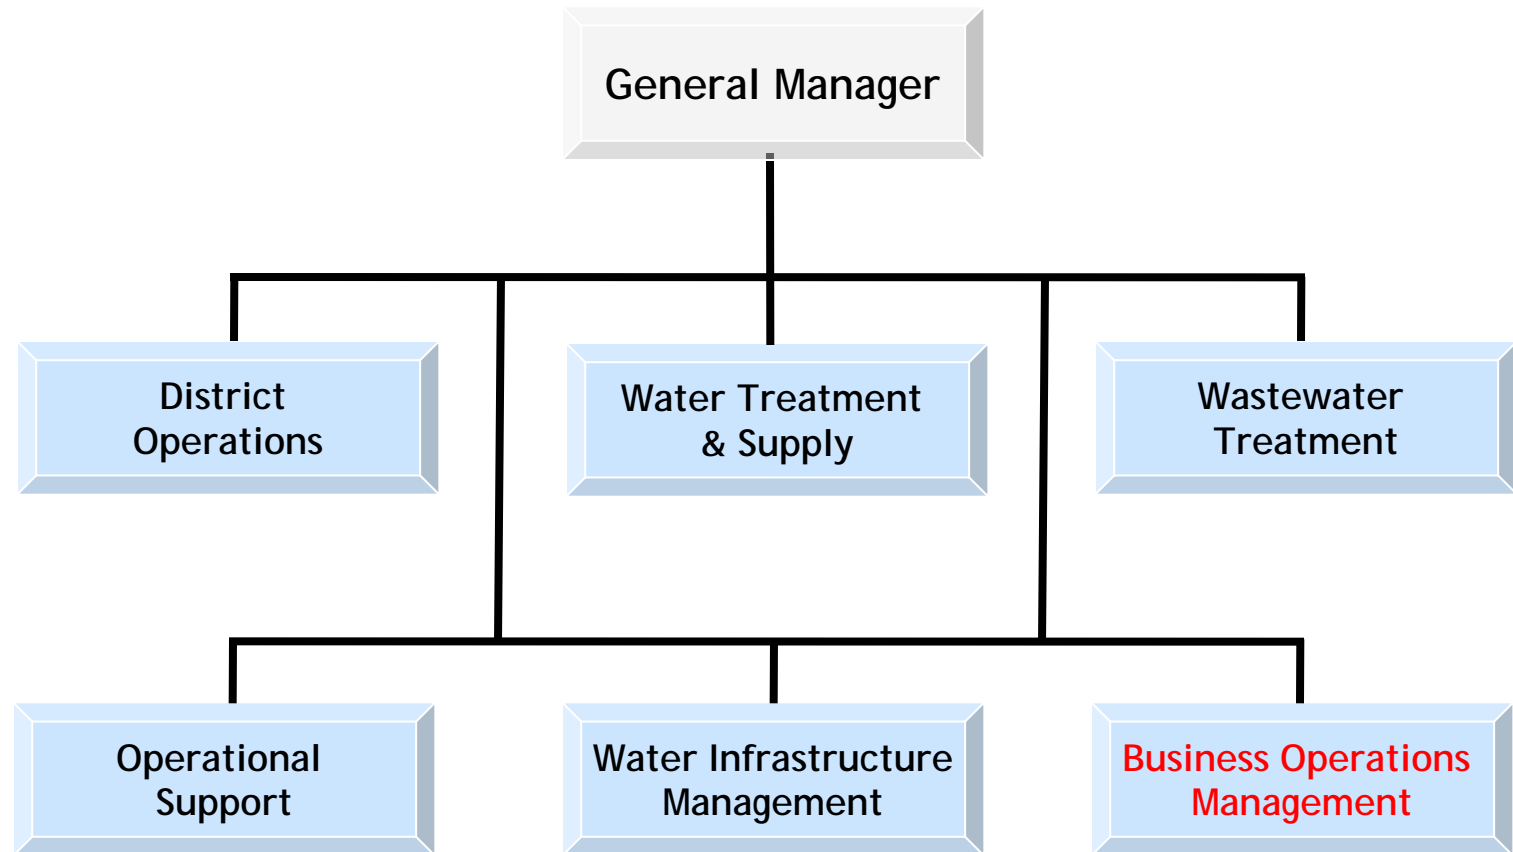 General Manager
District
Operations
Water Treatment
& Supply
Wastewater
Treatment
Operational
Support
Water Infrastructure
Management
Business Operations
Management